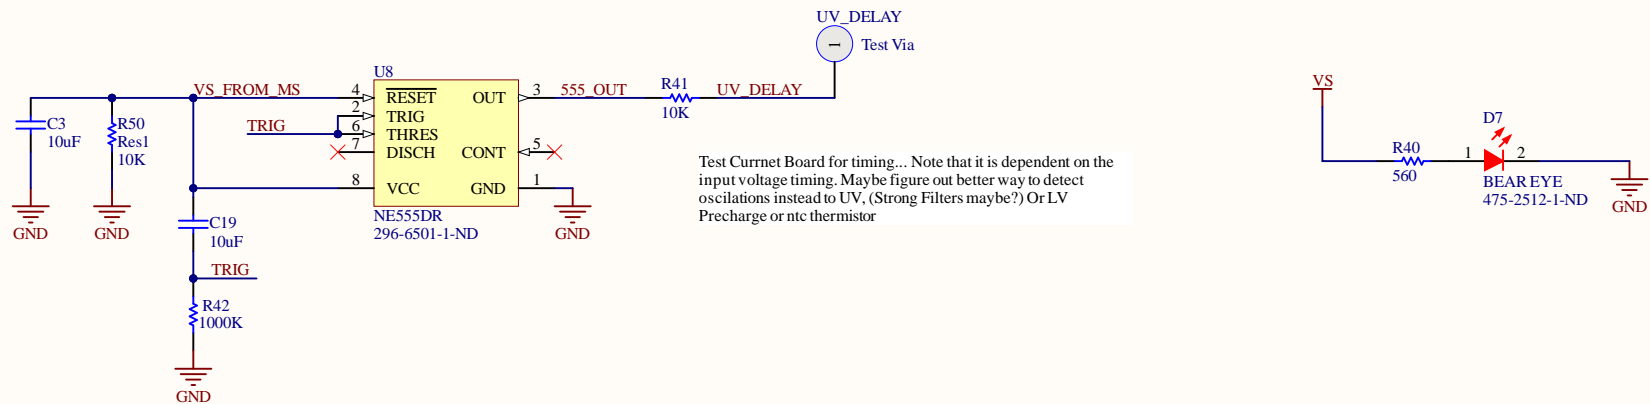 UV_DELAY
1 Test Via
U8
VS_FROM_MS 4 RESET OUT 3 555_OUT R41 UV_DELAY
10K
2 TRIG
TRIG 6 THRES
7 DISCH CONT 5
8 VCC GND 1
NE555DR
296-6501-1-ND
GND
C3
10uF
GND
R50
Res1
10K
GND
C19
10uF
TRIG
R42
1000K
GND
Test Currnet Board for timing... Note that it is dependent on the
input voltage timing. Maybe figure out better way to detect
oscilations instead to UV, (Strong Filters maybe?) Or LV
Precharge or ntc thermistor
VS
R40
560
D7
1 2
BEAR EYE
475-2512-1-ND
GND